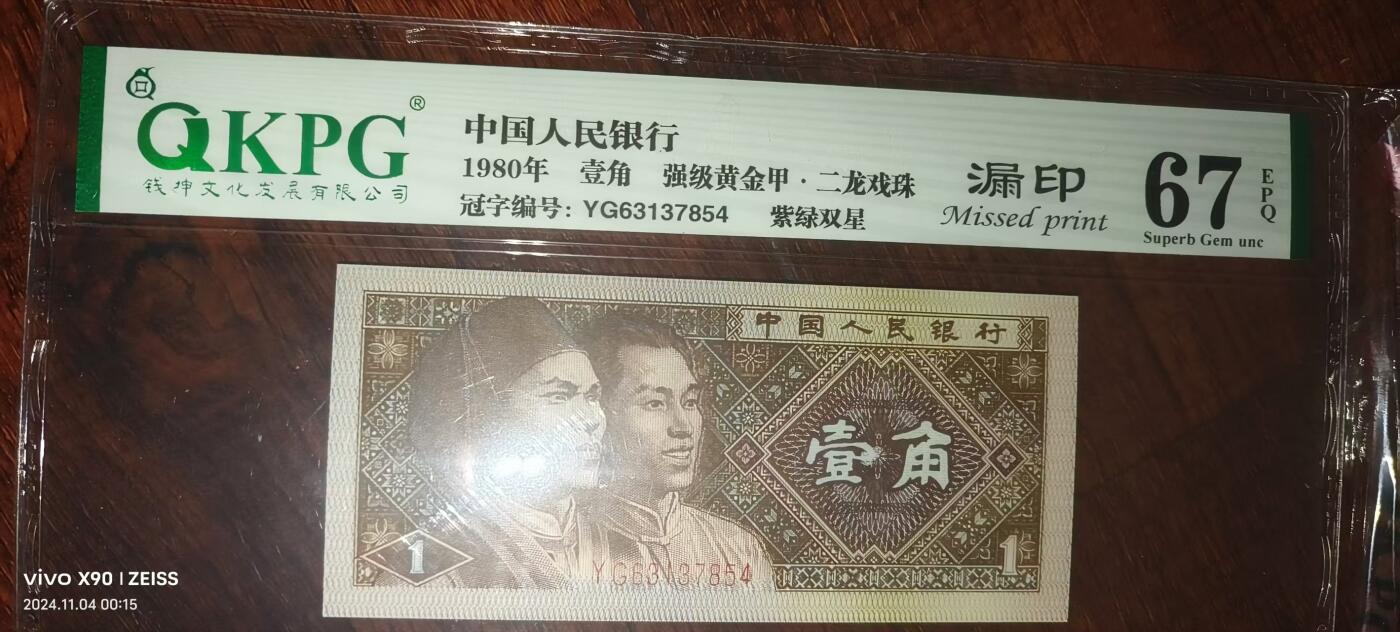 QKPG®
钱坤文化发展有限公司
中国人民银行
1980年 壹角 强级黄金甲·二龙戏珠
冠字编号：YG63137854 紫绿双星
漏印
Missed print
67
EPQ
Superb Gem unc
中国人民银行
壹角
1
1
YG63137854
vivo X90 | ZEISS
2024.11.04 00:15